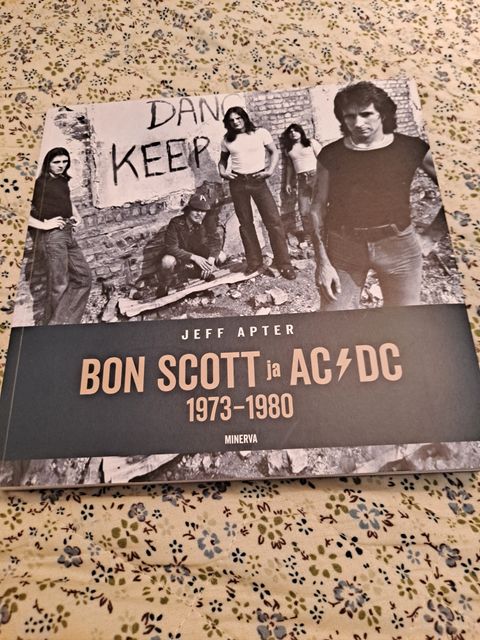 DANG
KEEP
JEFF APTER
BON SCOTT ja AC⚡DC
1973–1980
MINERVA